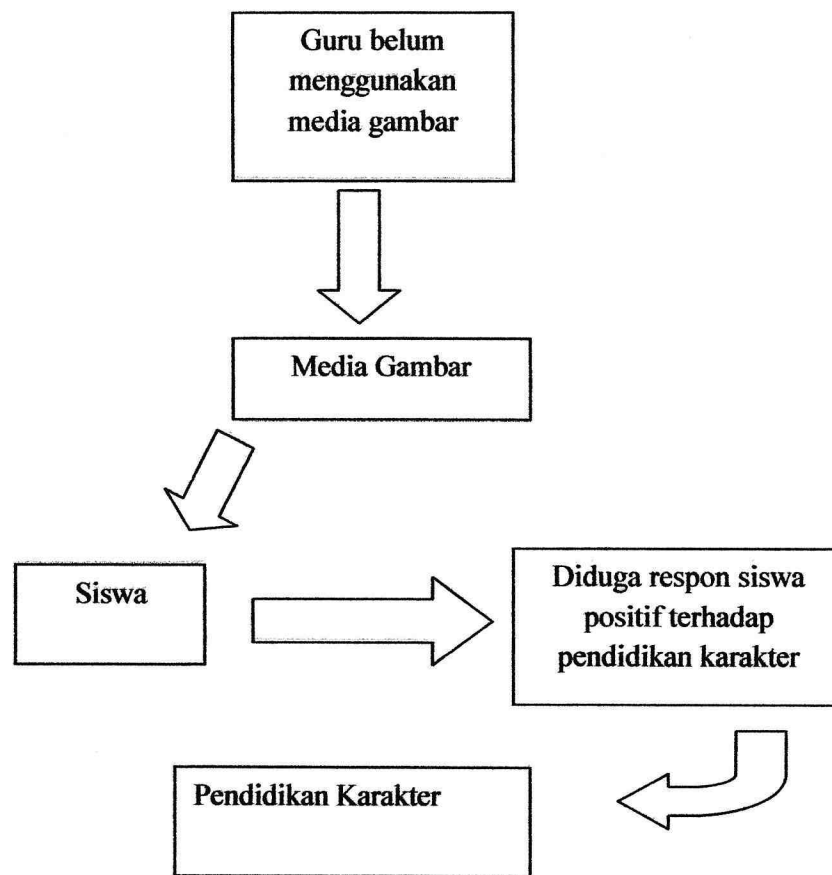 Guru belum
menggunakan
media gambar
Media Gambar
Siswa
Diduga respon siswa
positif terhadap
pendidikan karakter
Pendidikan Karakter